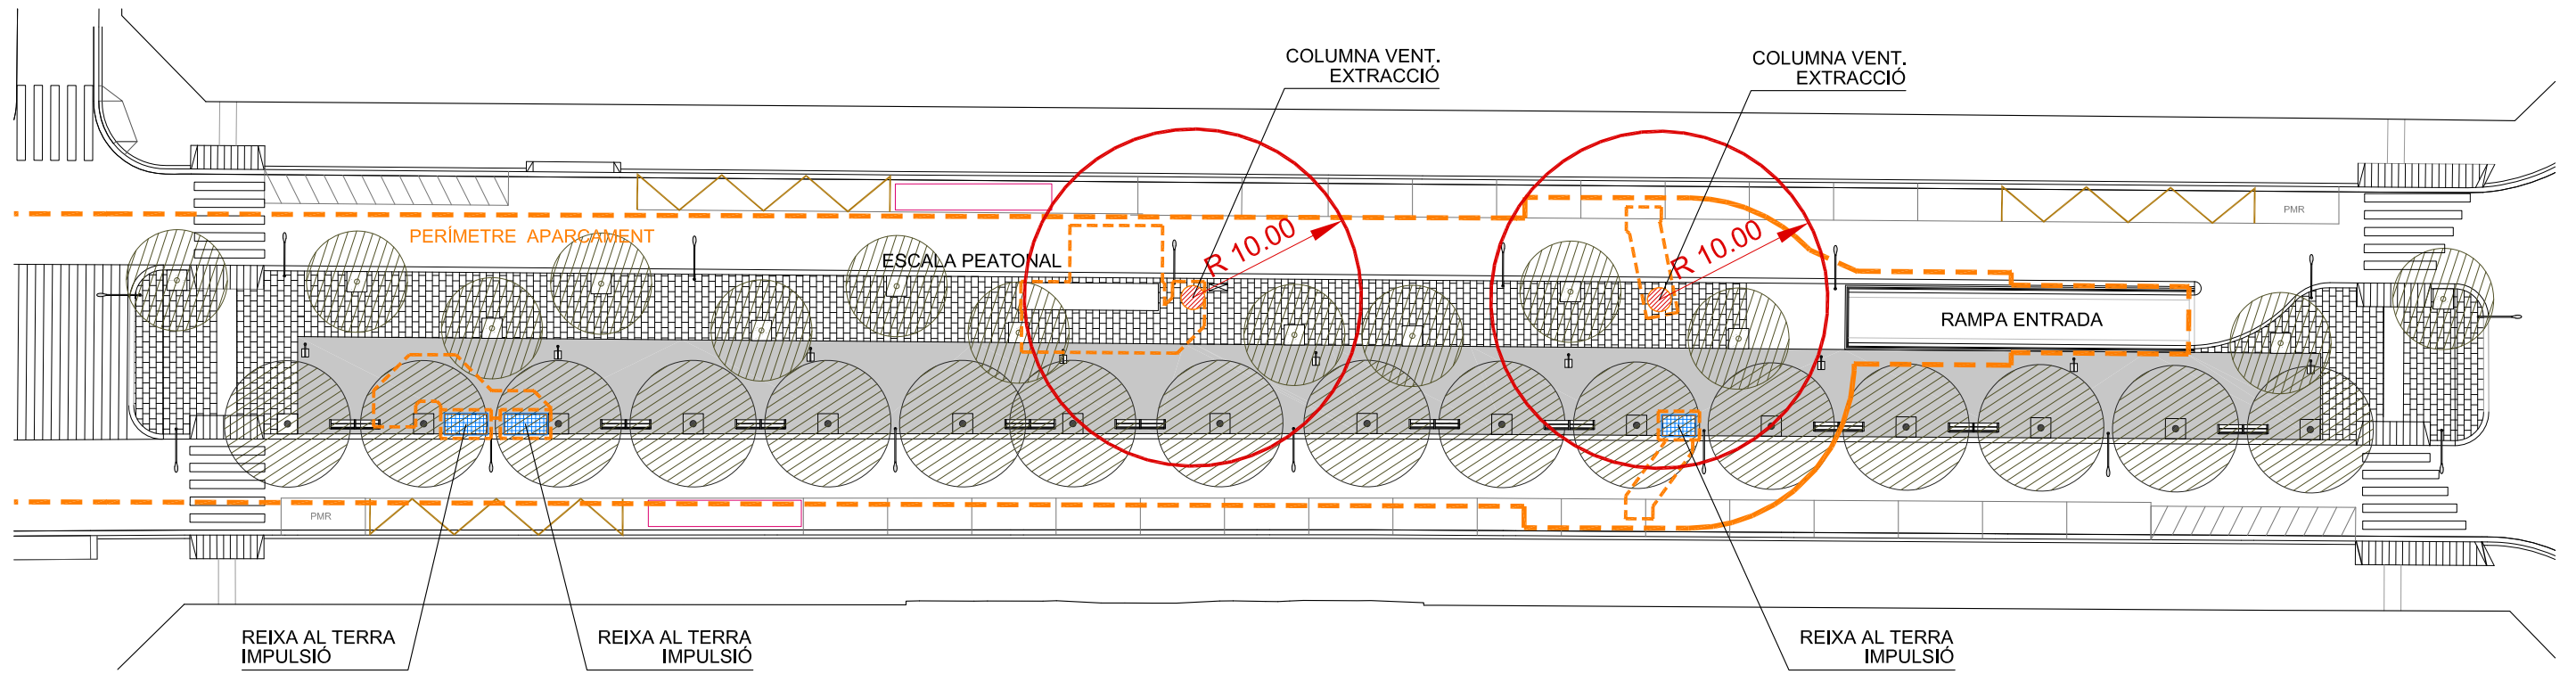 COLUMNA VENT.
EXTRACCIÓ
COLUMNA VENT.
EXTRACCIÓ
PMR
PERÍMETRE APARCAMENT
R 10.00
R 10.00
ESCALA PEATONAL
RAMPA ENTRADA
PMR
REIXA AL TERRA
IMPULSIÓ
REIXA AL TERRA
IMPULSIÓ
REIXA AL TERRA
IMPULSIÓ